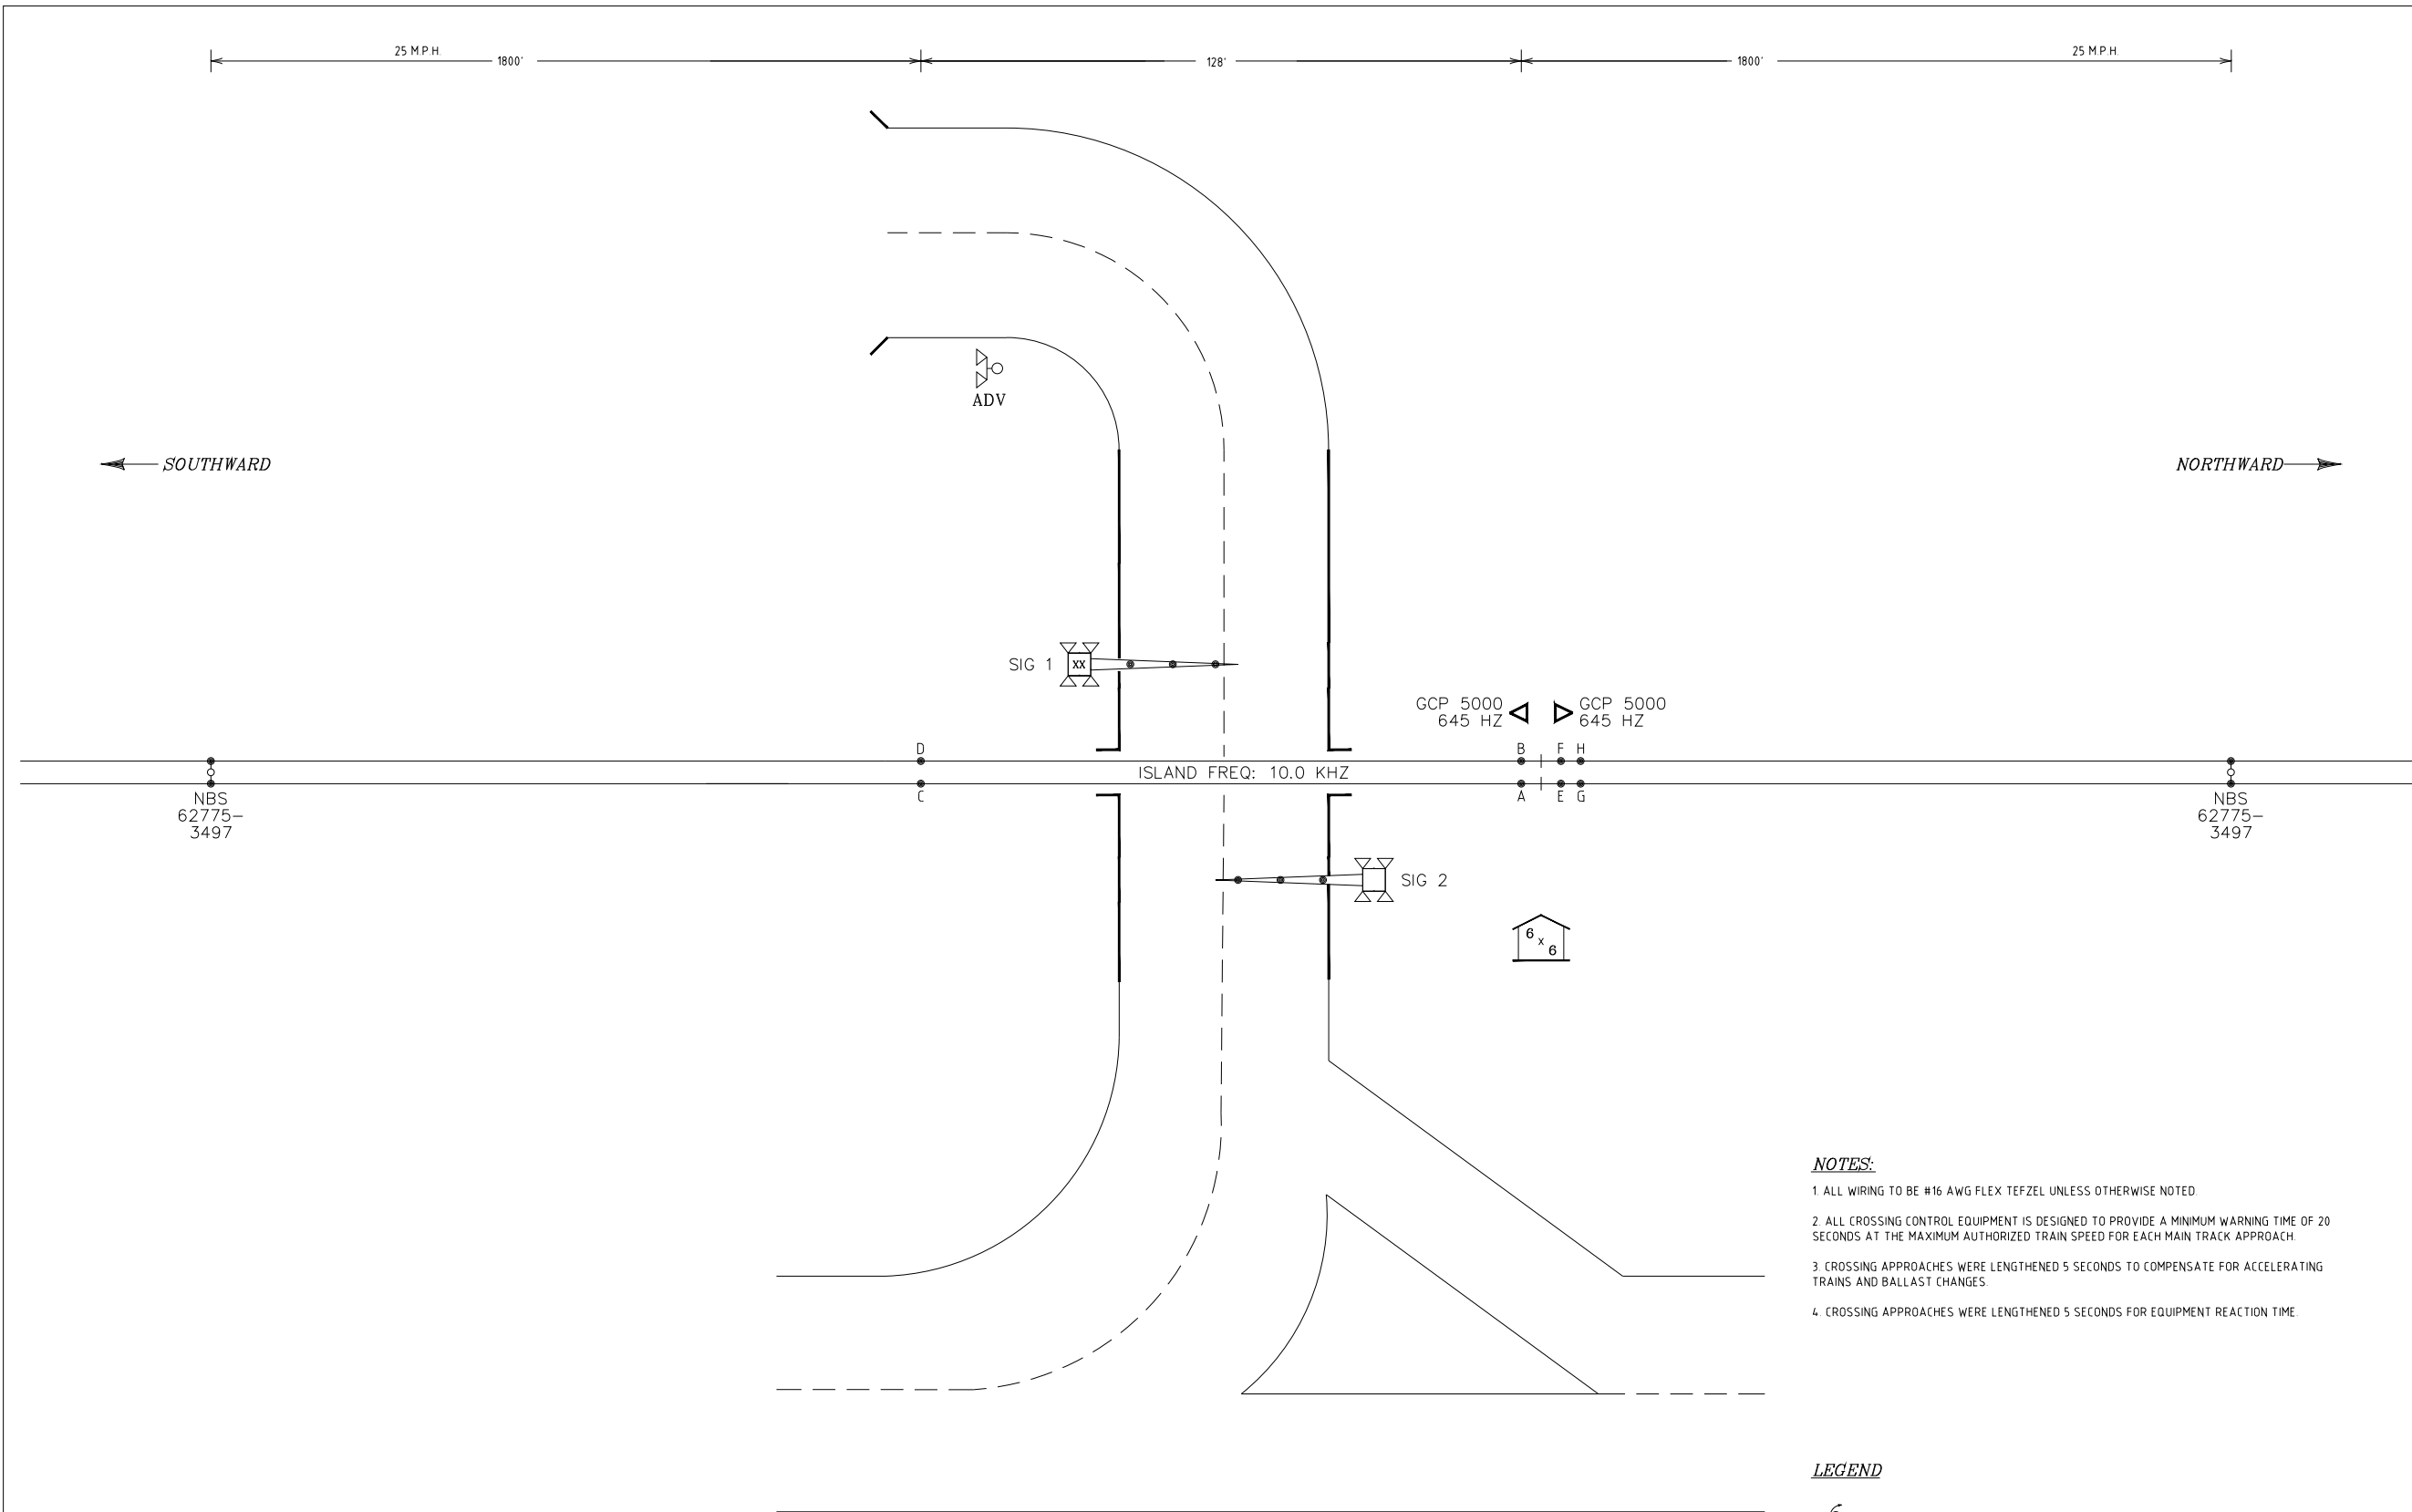 25 M.P.H.
1800'
128'
1800'
25 M.P.H.
ADV
SOUTHWARD
NORTHWARD
SIG 1
XX
GCP 5000
645 HZ
GCP 5000
645 HZ
D
B
F
H
ISLAND FREQ: 10.0 KHZ
C
A
E
G
NBS
62775-
3497
NBS
62775-
3497
SIG 2
6 x 6
NOTES:
1. ALL WIRING TO BE #16 AWG FLEX TEFZEL UNLESS OTHERWISE NOTED.
2. ALL CROSSING CONTROL EQUIPMENT IS DESIGNED TO PROVIDE A MINIMUM WARNING TIME OF 20
SECONDS AT THE MAXIMUM AUTHORIZED TRAIN SPEED FOR EACH MAIN TRACK APPROACH.
3. CROSSING APPROACHES WERE LENGTHENED 5 SECONDS TO COMPENSATE FOR ACCELERATING
TRAINS AND BALLAST CHANGES.
4. CROSSING APPROACHES WERE LENGTHENED 5 SECONDS FOR EQUIPMENT REACTION TIME.
LEGEND